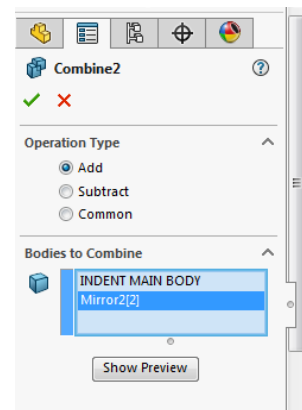 Combine2
Operation Type
Add
Subtract
Common
Bodies to Combine
INDENT MAIN BODY
Mirror2[2]
Show Preview